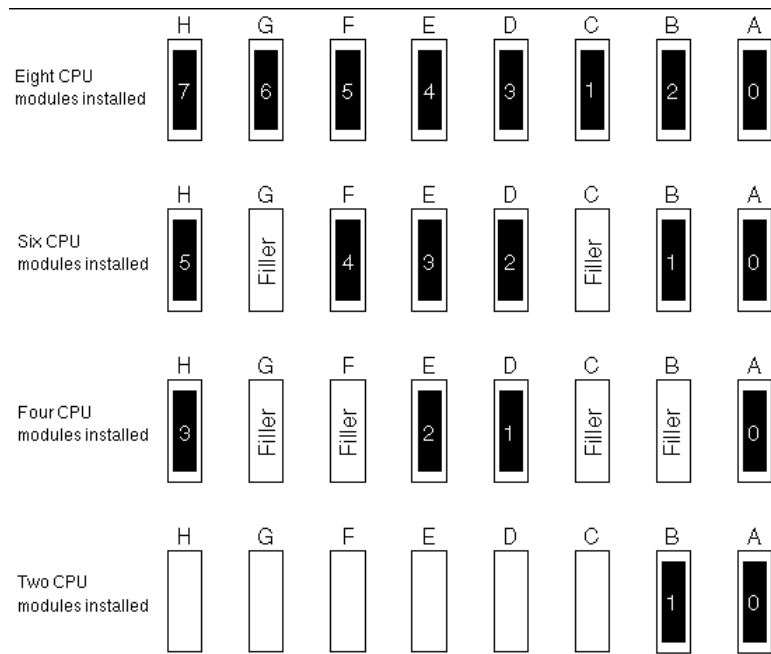 H G F E D C B A
Eight CPU
modules installed
7 6 5 4 3 1 2 0
H G F E D C B A
Six CPU
modules installed
5 Filler 4 3 2 Filler 1 0
H G F E D C B A
Four CPU
modules installed
3 Filler Filler 2 1 Filler Filler 0
H G F E D C B A
Two CPU
modules installed
1 0